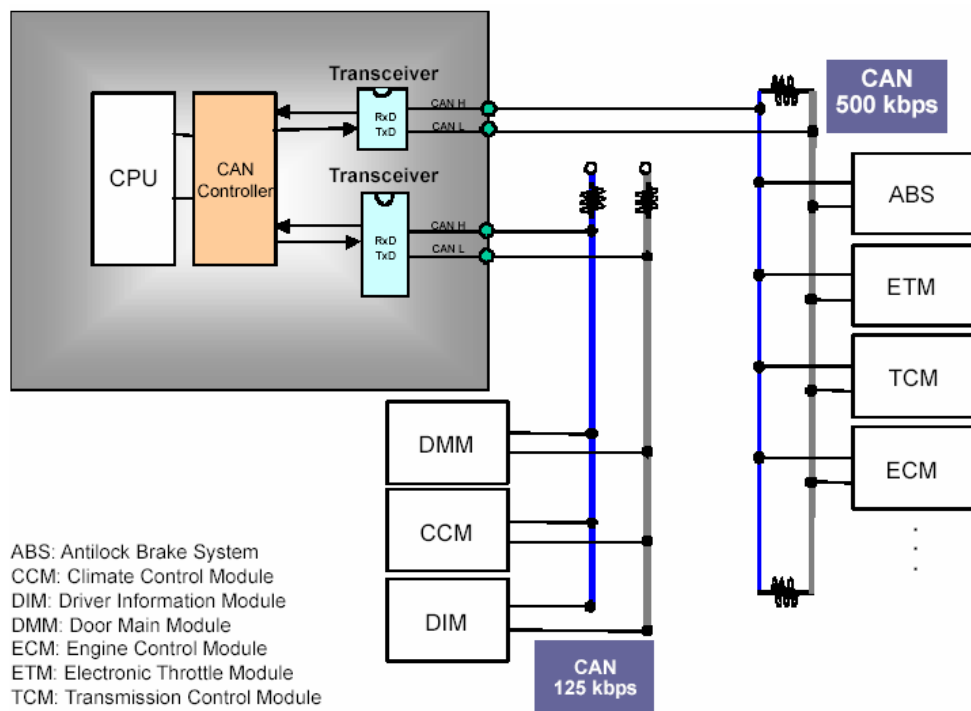 Transceiver
CAN H
RxD
TxD
CAN L
CPU
CAN
Controller
Transceiver
CAN H
RxD
TxD
CAN L
CAN
500 kbps
ABS
ETM
TCM
ECM
DMM
CCM
DIM
CAN
125 kbps
ABS: Antilock Brake System
CCM: Climate Control Module
DIM: Driver Information Module
DMM: Door Main Module
ECM: Engine Control Module
ETM: Electronic Throttle Module
TCM: Transmission Control Module